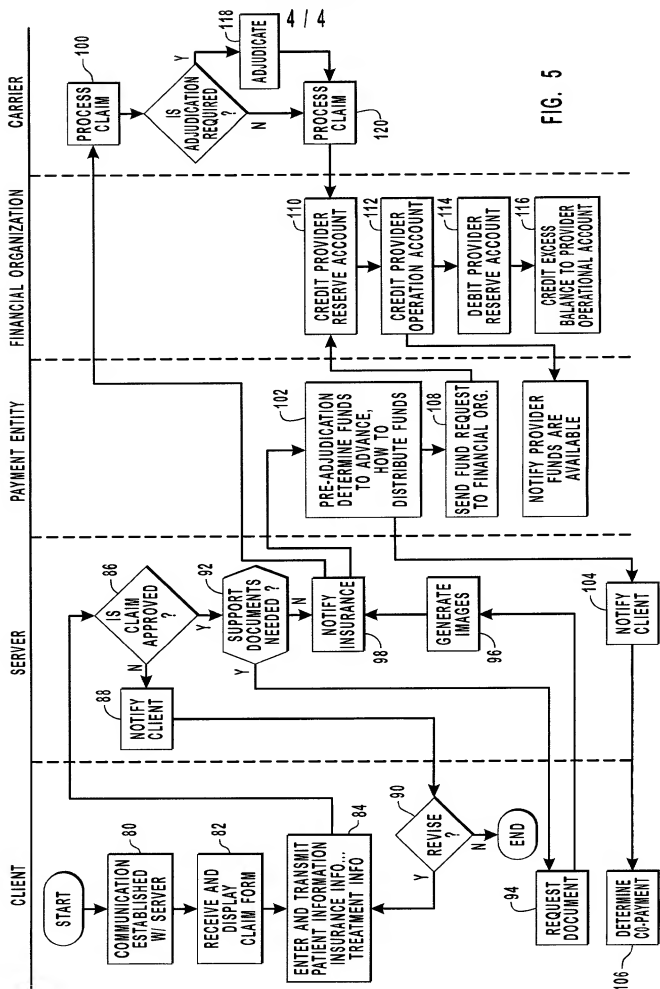 4 / 4
CLIENT
SERVER
PAYMENT ENTITY
FINANCIAL ORGANIZATION
CARRIER
START
80
COMMUNICATION
ESTABLISHED
W/ SERVER
82
RECEIVE AND
DISPLAY
CLAIM FORM
84
ENTER AND TRANSMIT
PATIENT INFORMATION
INSURANCE INFO...
TREATMENT INFO
90
REVISE
?
Y
N
END
94
REQUEST
DOCUMENT
106
DETERMINE
CO-PAYMENT
86
IS
CLAIM
APPROVED
?
N
Y
88
NOTIFY
CLIENT
92
SUPPORT
DOCUMENTS
NEEDED ?
Y
N
NOTIFY
INSURANCE
98
GENERATE
IMAGES
96
104
NOTIFY
CLIENT
102
PRE-ADJUDICATION
DETERMINE FUNDS
TO ADVANCE,
HOW TO
DISTRIBUTE FUNDS
108
SEND FUND REQUEST
TO FINANCIAL ORG.
NOTIFY PROVIDER
FUNDS ARE
AVAILABLE
110
CREDIT PROVIDER
RESERVE ACCOUNT
112
CREDIT PROVIDER
OPERATION ACCOUNT
114
DEBIT PROVIDER
RESERVE ACCOUNT
116
CREDIT EXCESS
BALANCE TO PROVIDER
OPERATIONAL ACCOUNT
100
PROCESS
CLAIM
IS
ADJUDICATION
REQUIRED
?
Y
N
118
ADJUDICATE
PROCESS
CLAIM
120
FIG. 5